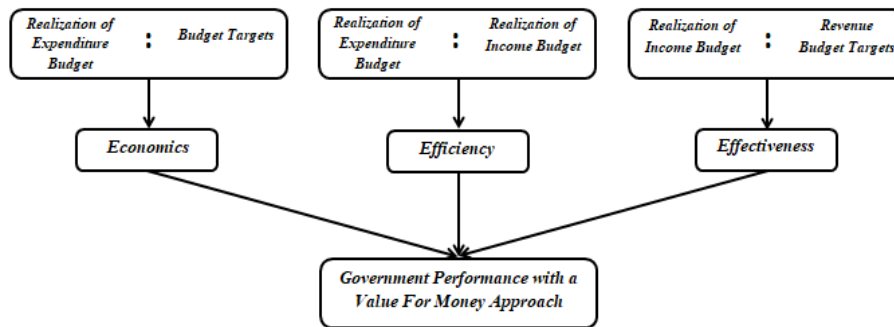 Realization of
Expenditure
Budget
:
Budget Targets
Realization of
Expenditure
Budget
:
Realization of
Income Budget
Realization of
Income Budget
:
Revenue
Budget Targets
Economics
Efficiency
Effectiveness
Government Performance with a
Value For Money Approach